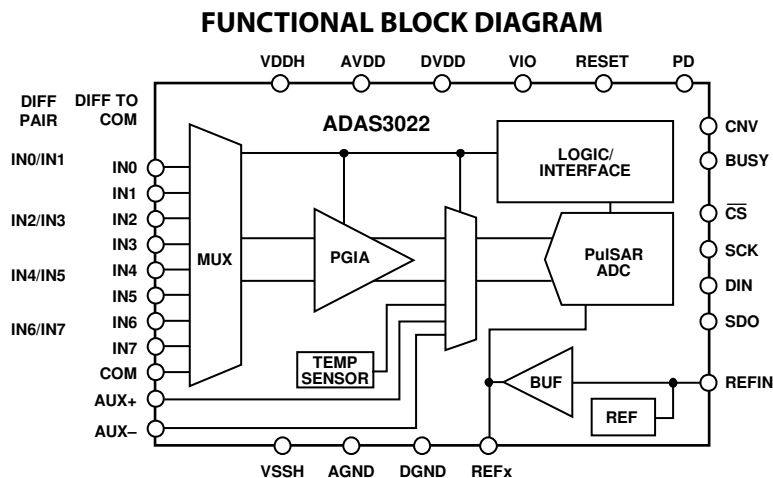 FUNCTIONAL BLOCK DIAGRAM
VDDH AVDD DVDD VIO RESET PD
DIFF PAIR
DIFF TO COM
ADAS3022
IN0/IN1
IN2/IN3
IN4/IN5
IN6/IN7
IN0
IN1
IN2
IN3
IN4
IN5
IN6
IN7
COM
AUX+
AUX–
MUX
PGIA
TEMP
SENSOR
LOGIC/
INTERFACE
PulSAR
ADC
BUF
REF
CNV
BUSY
CS
SCK
DIN
SDO
REFIN
VSSH AGND DGND REFx